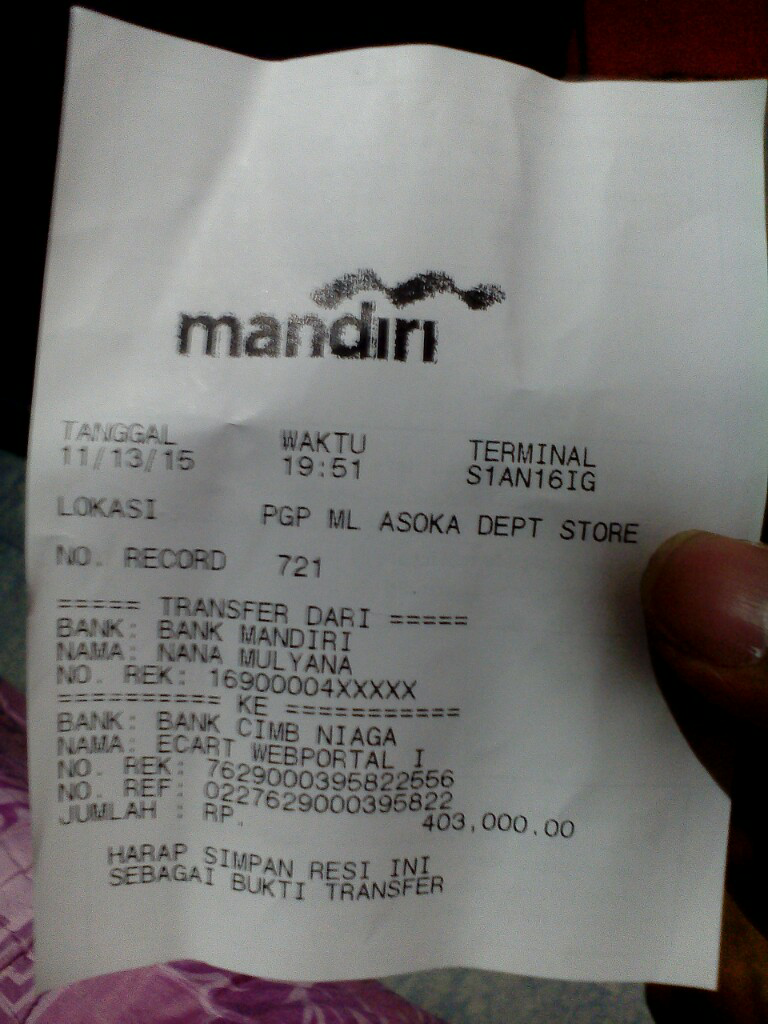 mandiri
TANGGAL WAKTU TERMINAL
11/13/15 19:51 S1AN16IG
LOKASI PGP ML ASOKA DEPT STORE
NO. RECORD 721
===== TRANSFER DARI =====
BANK: BANK MANDIRI
NAMA: NANA MULYANA
NO. REK: 16900004XXXXX
========== KE ===========
BANK: BANK CIMB NIAGA
NAMA: ECART WEBPORTAL I
NO. REK: 7629000395822556
NO. REF: 0227629000395822
JUMLAH : RP. 403,000.00
HARAP SIMPAN RESI INI
SEBAGAI BUKTI TRANSFER